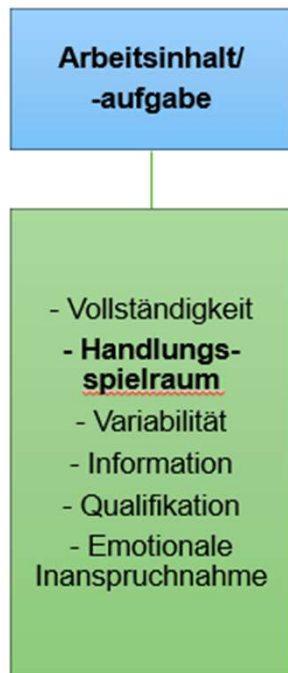 Arbeitsinhalt/
-aufgabe
- Vollständigkeit
- Handlungs-
spielraum
- Variabilität
- Information
- Qualifikation
- Emotionale
Inanspruchnahme